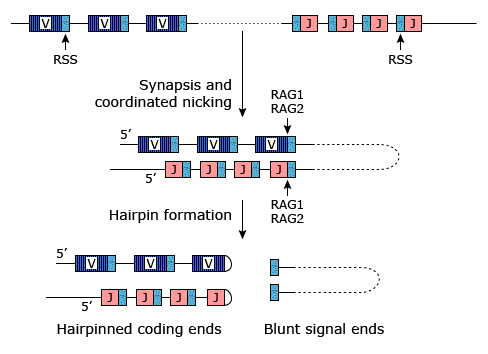 V V V J J J J
RSS RSS
Synapsis and
coordinated nicking
RAG1
RAG2
5’
V V V
J J J J
5’
RAG1
RAG2
Hairpin formation
5’
V V V
J J J J
5’
Hairpinned coding ends Blunt signal ends